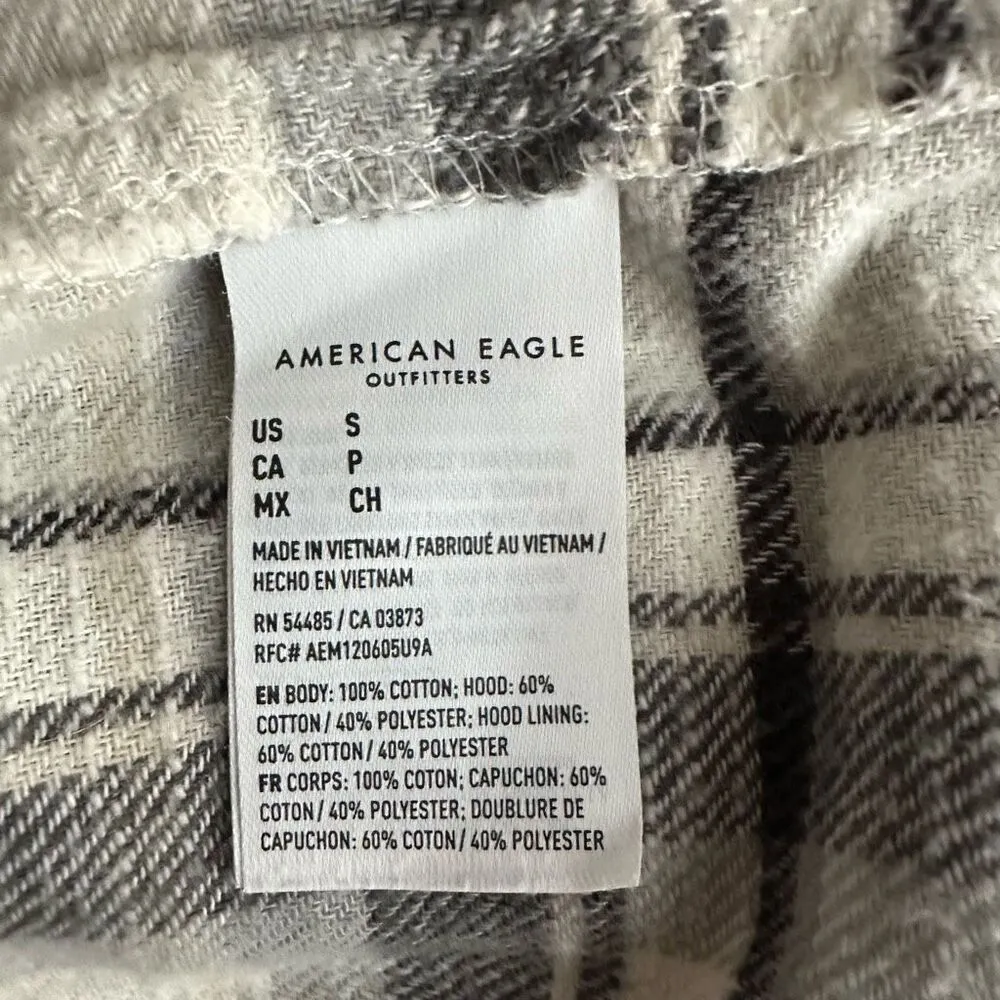 AMERICAN EAGLE
OUTFITTERS
US S
CA P
MX CH
MADE IN VIETNAM / FABRIQUÉ AU VIETNAM /
HECHO EN VIETNAM
RN 54485 / CA 03873
RFC# AEM120605U9A
EN BODY: 100% COTTON; HOOD: 60%
COTTON / 40% POLYESTER; HOOD LINING:
60% COTTON / 40% POLYESTER
FR CORPS: 100% COTON; CAPUCHON: 60%
COTON / 40% POLYESTER; DOUBLURE DE
CAPUCHON: 60% COTON / 40% POLYESTER